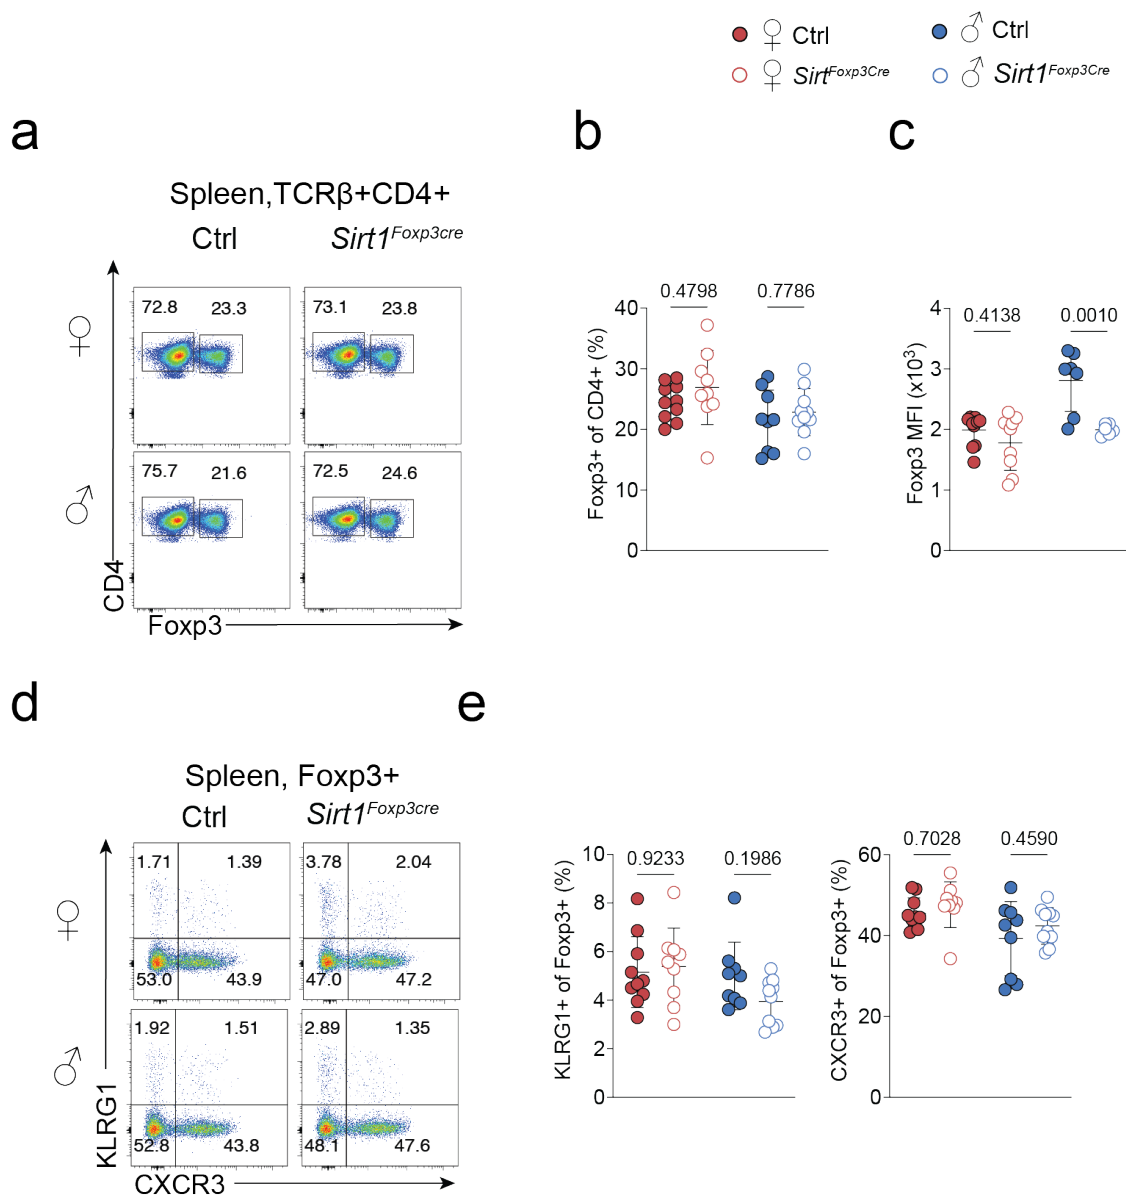 ♀ Ctrl
♂ Ctrl
♀ SirtFoxp3Cre
♂ Sirt1Foxp3Cre
a
Spleen,TCRβ+CD4+
Ctrl
Sirt1Foxp3cre
♀
72.8
23.3
73.1
23.8
♂
75.7
21.6
72.5
24.6
CD4
Foxp3
b
0.4798
0.7786
40
30
20
10
0
Foxp3+ of CD4+ (%)
c
0.4138
0.0010
4
3
2
1
0
Foxp3 MFI (x10³)
d
Spleen, Foxp3+
Ctrl
Sirt1Foxp3cre
♀
1.71
1.39
3.78
2.04
53.0
43.9
47.0
47.2
♂
1.92
1.51
2.89
1.35
52.8
43.8
48.1
47.6
KLRG1
CXCR3
e
0.9233
0.1986
10
8
6
4
2
0
KLRG1+ of Foxp3+ (%)
0.7028
0.4590
60
40
20
0
CXCR3+ of Foxp3+ (%)